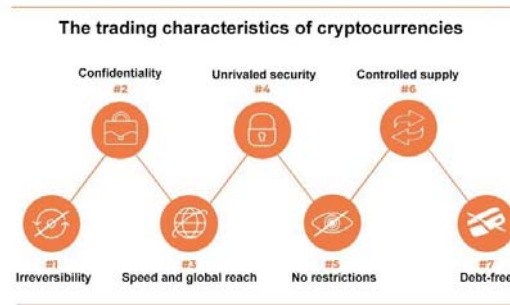 The trading characteristics of cryptocurrencies
Confidentiality
#2
Unrivaled security
#4
Controlled supply
#6
#1
Irreversibility
#3
Speed and global reach
#5
No restrictions
#7
Debt-free